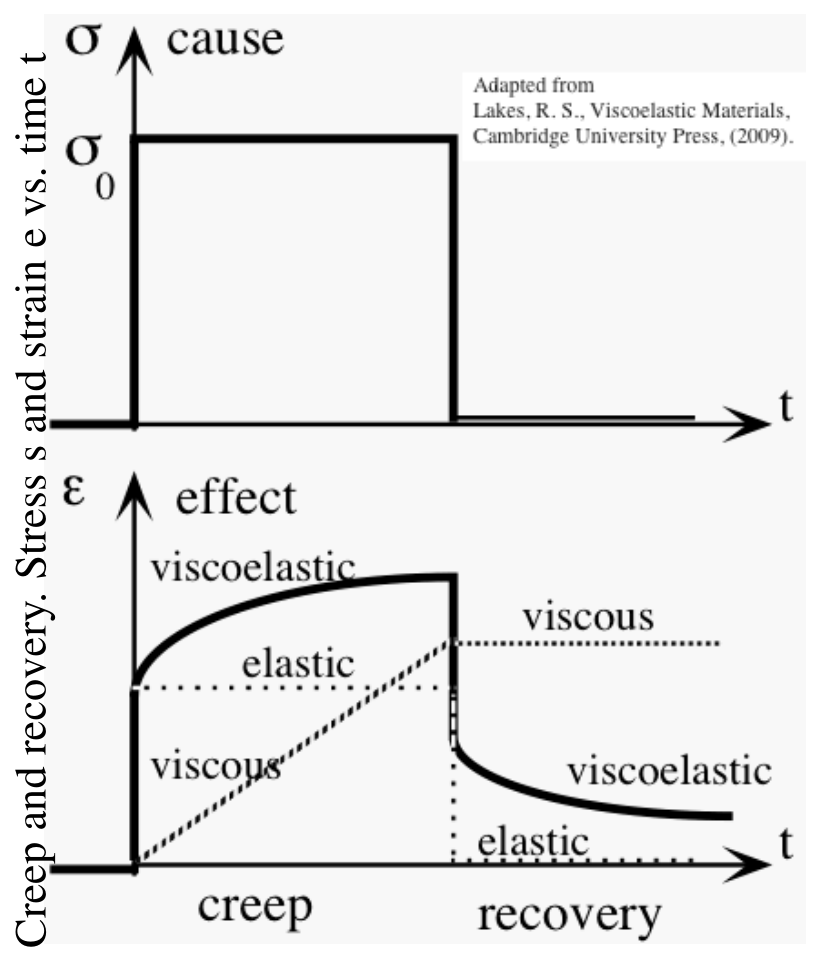 Creep and recovery. Stress s and strain e vs. time t
σ
cause
Adapted from
Lakes, R. S., Viscoelastic Materials,
Cambridge University Press, (2009).
σ
0
t
ε
effect
viscoelastic
viscous
elastic
viscous
viscoelastic
elastic
t
creep
recovery